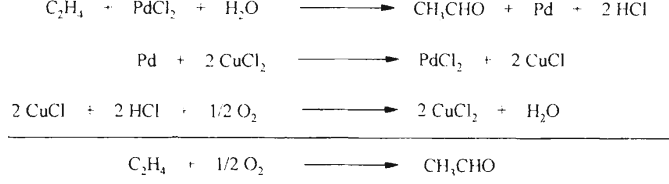 C₂H₄ + PdCl₂ + H₂O ⟶ CH₃CHO + Pd + 2 HCl
Pd + 2 CuCl₂ ⟶ PdCl₂ + 2 CuCl
2 CuCl + 2 HCl + 1/2 O₂ ⟶ 2 CuCl₂ + H₂O
C₂H₄ + 1/2 O₂ ⟶ CH₃CHO